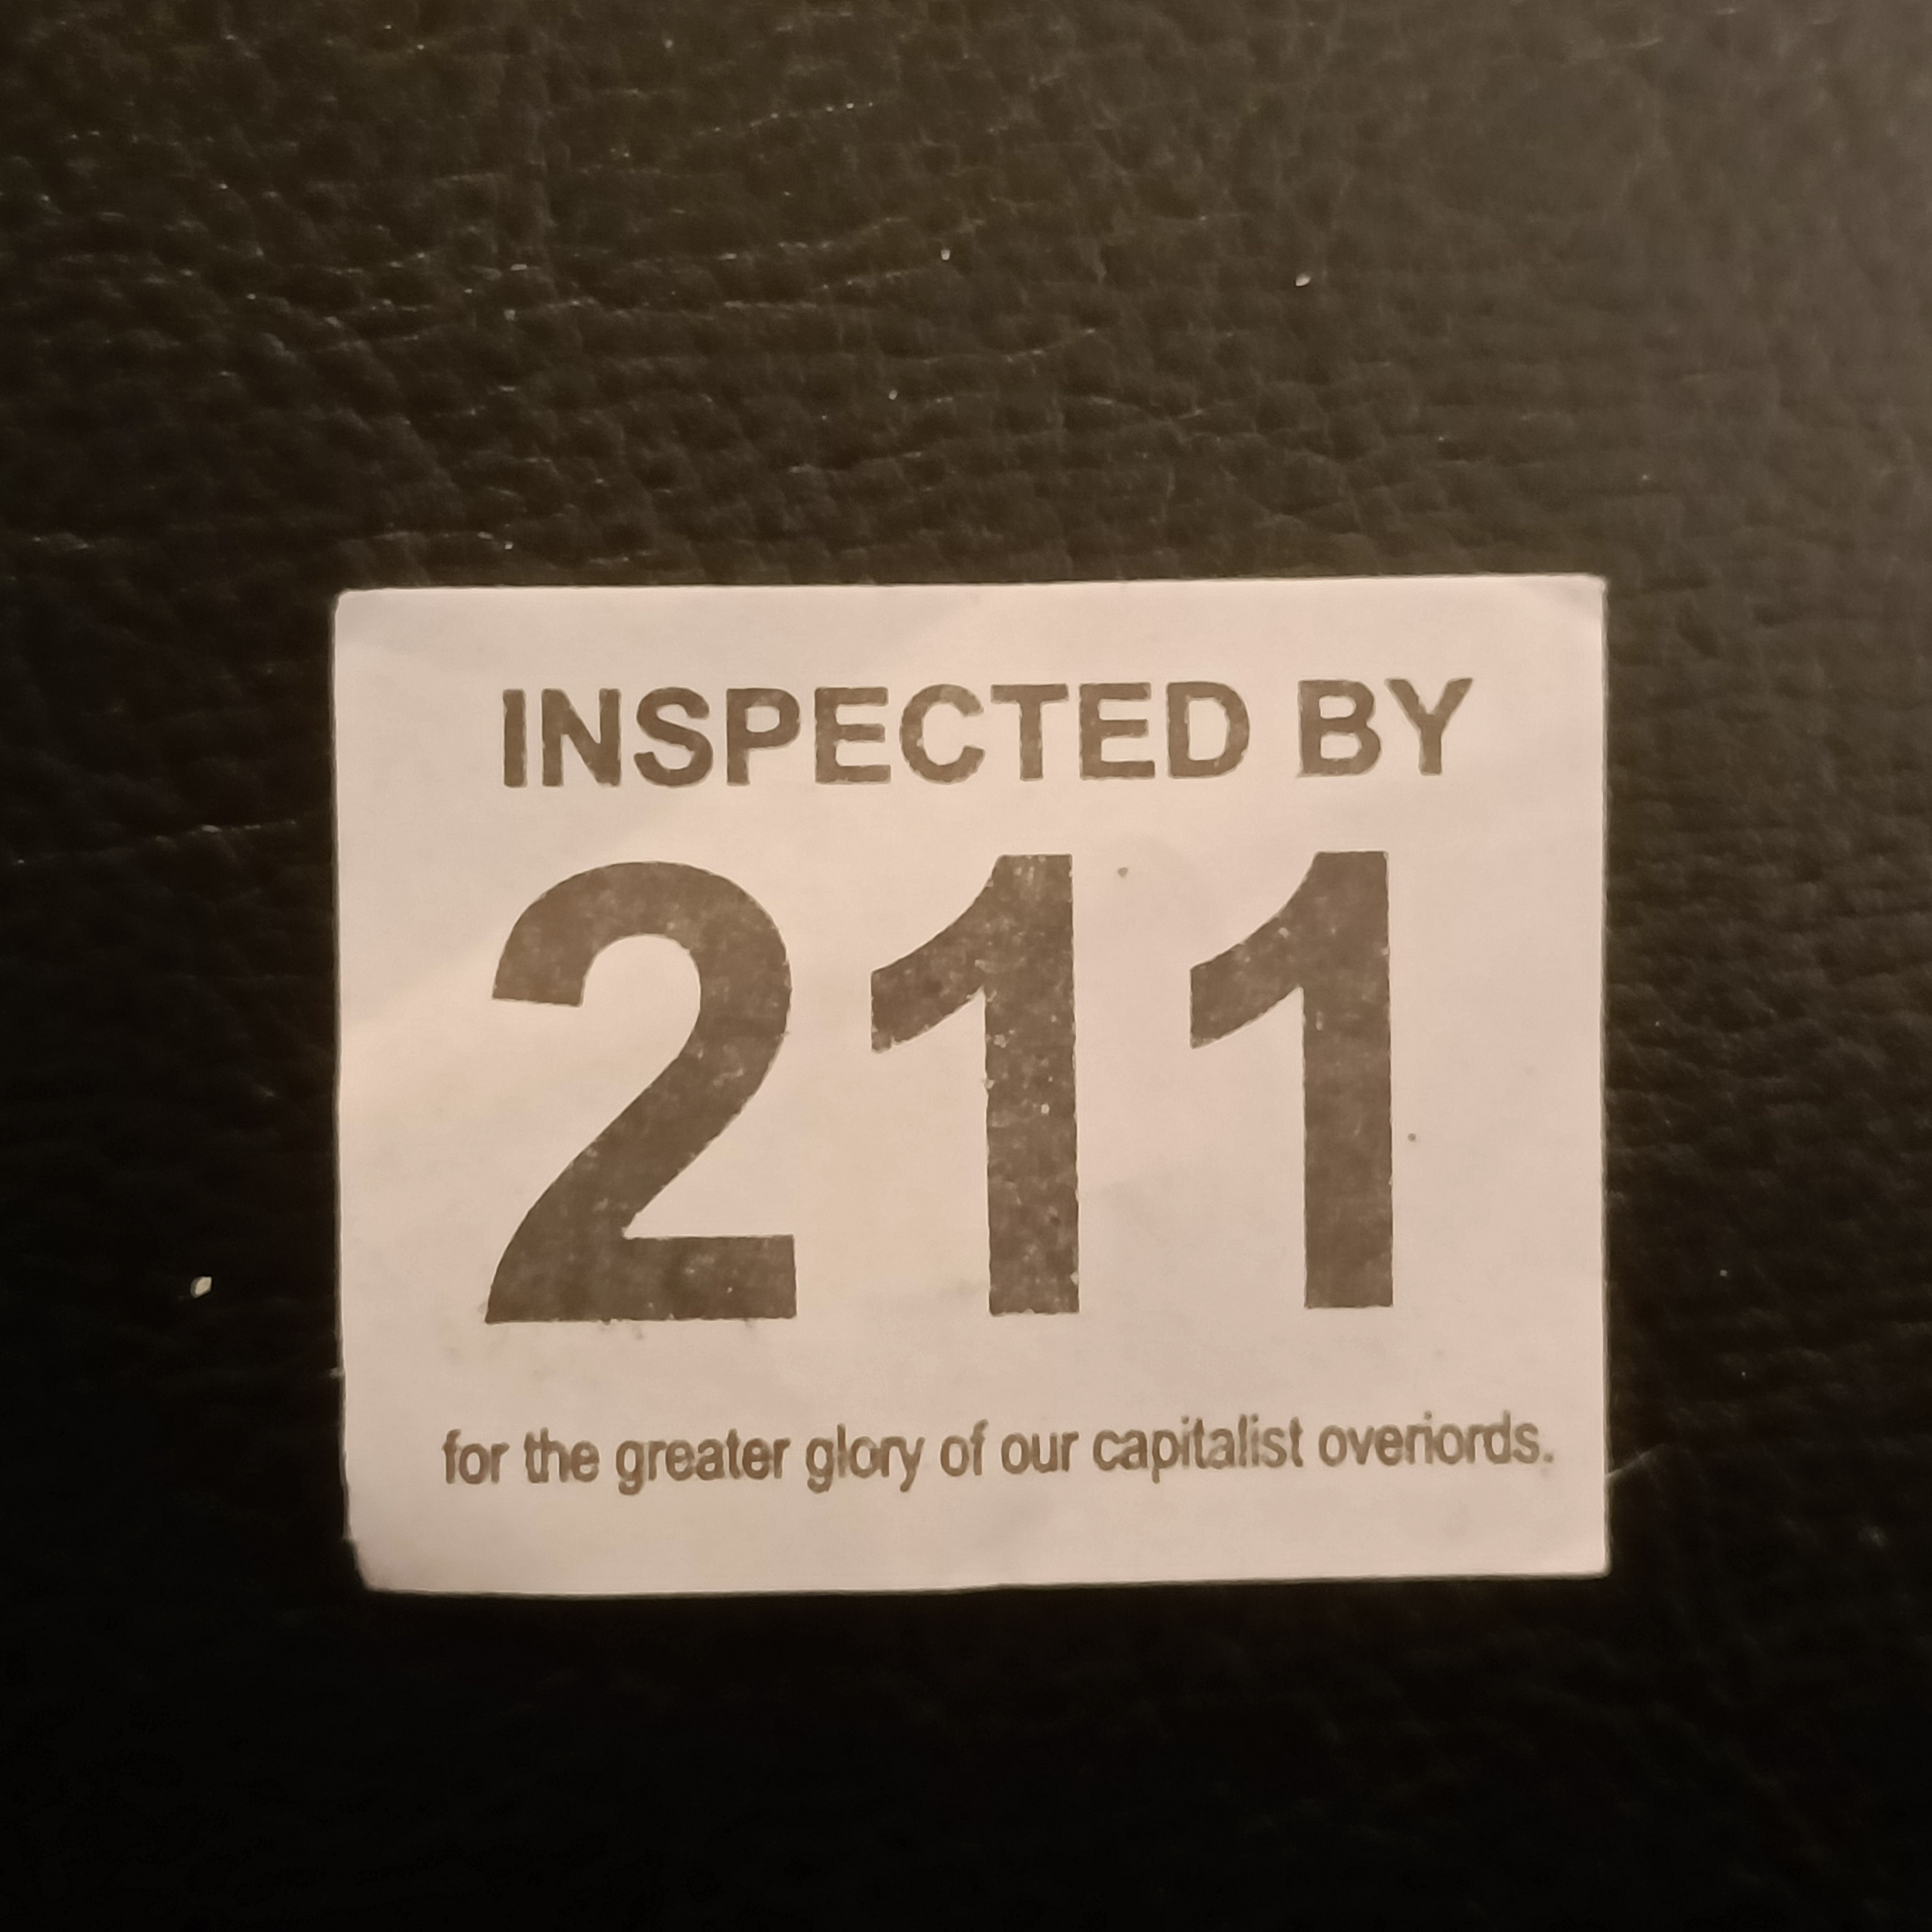 INSPECTED BY
211
for the greater glory of our capitalist overlords.